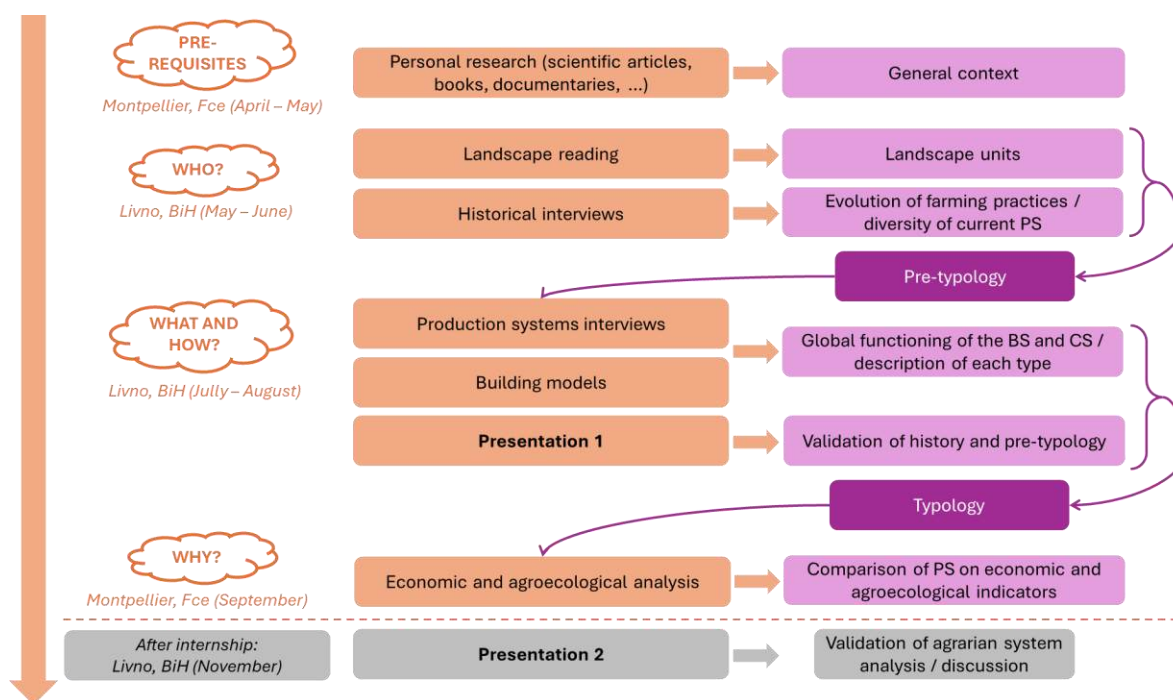 PRE-
REQUISITES
Montpellier, Fce (April – May)
Personal research (scientific articles,
books, documentaries, ...)
General context
WHO?
Livno, BiH (May – June)
Landscape reading
Landscape units
Historical interviews
Evolution of farming practices /
diversity of current PS
Pre-typology
WHAT AND
HOW?
Livno, BiH (Jully – August)
Production systems interviews
Building models
Global functioning of the BS and CS /
description of each type
Presentation 1
Validation of history and pre-typology
Typology
WHY?
Montpellier, Fce (September)
Economic and agroecological analysis
Comparison of PS on economic and
agroecological indicators
After internship:
Livno, BiH (November)
Presentation 2
Validation of agrarian system
analysis / discussion